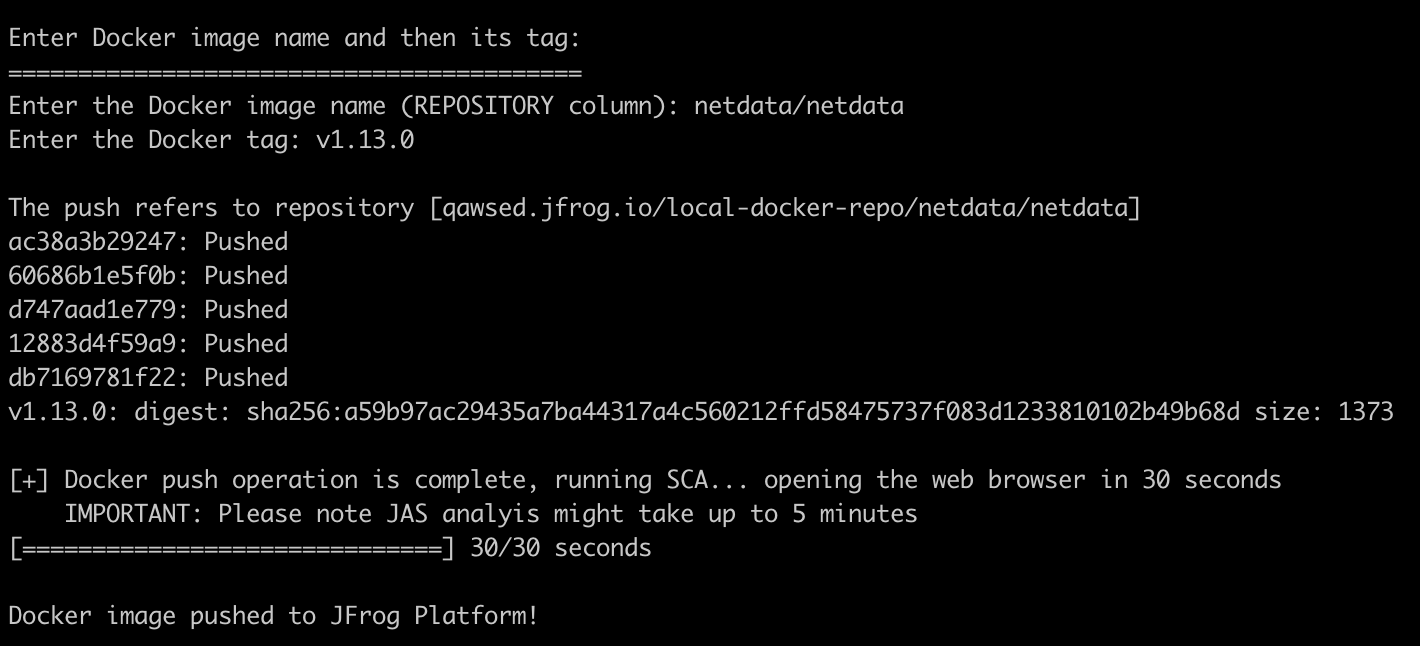 Enter Docker image name and then its tag:
=========================================
Enter the Docker image name (REPOSITORY column): netdata/netdata
Enter the Docker tag: v1.13.0
The push refers to repository [qawsed.jfrog.io/local-docker-repo/netdata/netdata]
ac38a3b29247: Pushed
60686b1e5f0b: Pushed
d747aad1e779: Pushed
12883d4f59a9: Pushed
db7169781f22: Pushed
v1.13.0: digest: sha256:a59b97ac29435a7ba44317a4c560212ffd58475737f083d1233810102b49b68d size: 1373
[+] Docker push operation is complete, running SCA... opening the web browser in 30 seconds
IMPORTANT: Please note JAS analyis might take up to 5 minutes
[==============================] 30/30 seconds
Docker image pushed to JFrog Platform!